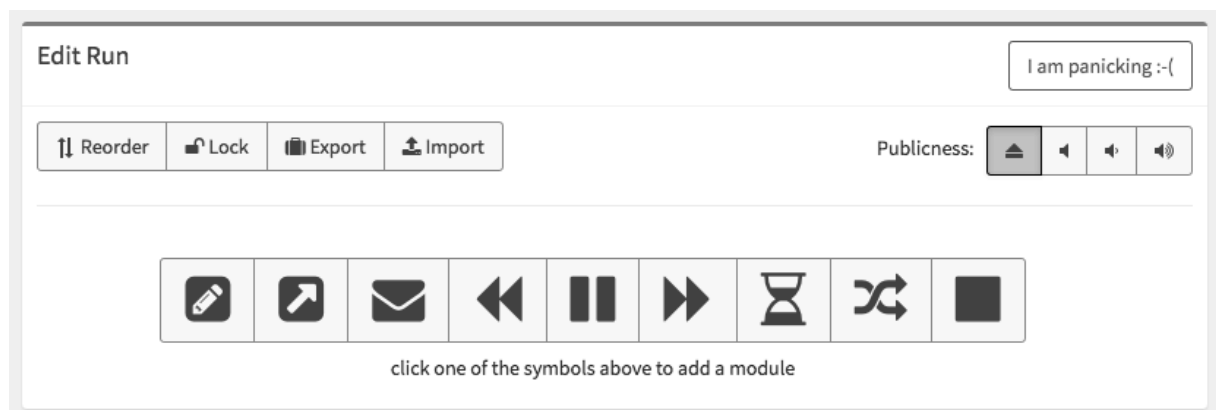 Edit Run
I am panicking :-(
Reorder Lock Export Import
Publicness:
click one of the symbols above to add a module